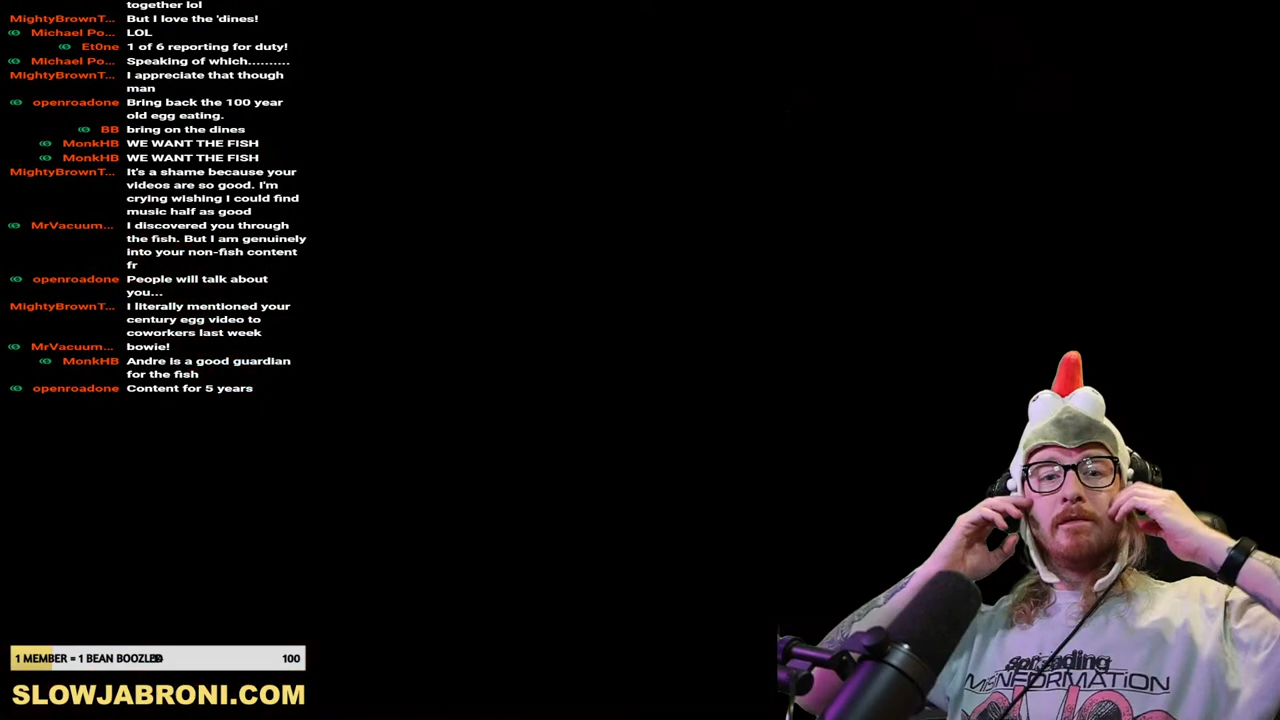 together lol
MightyBrownT... But I love the 'dines!
Michael Po... LOL
Et0ne 1 of 6 reporting for duty!
Michael Po... Speaking of which..........
MightyBrownT... I appreciate that though
man
openroadone Bring back the 100 year
old egg eating.
BB bring on the dines
MonkHB WE WANT THE FISH
MonkHB WE WANT THE FISH
MightyBrownT... It's a shame because your
videos are so good. I'm
crying wishing I could find
music half as good
MrVacuum... I discovered you through
the fish. But I am genuinely
into your non-fish content
fr
openroadone People will talk about
you...
MightyBrownT... I literally mentioned your
century egg video to
coworkers last week
MrVacuum... bowie!
MonkHB Andre is a good guardian
for the fish
openroadone Content for 5 years
1 MEMBER = 1 BEAN BOOZLED 100
SLOWJABRONI.COM
Spreading
MISINFORMATION